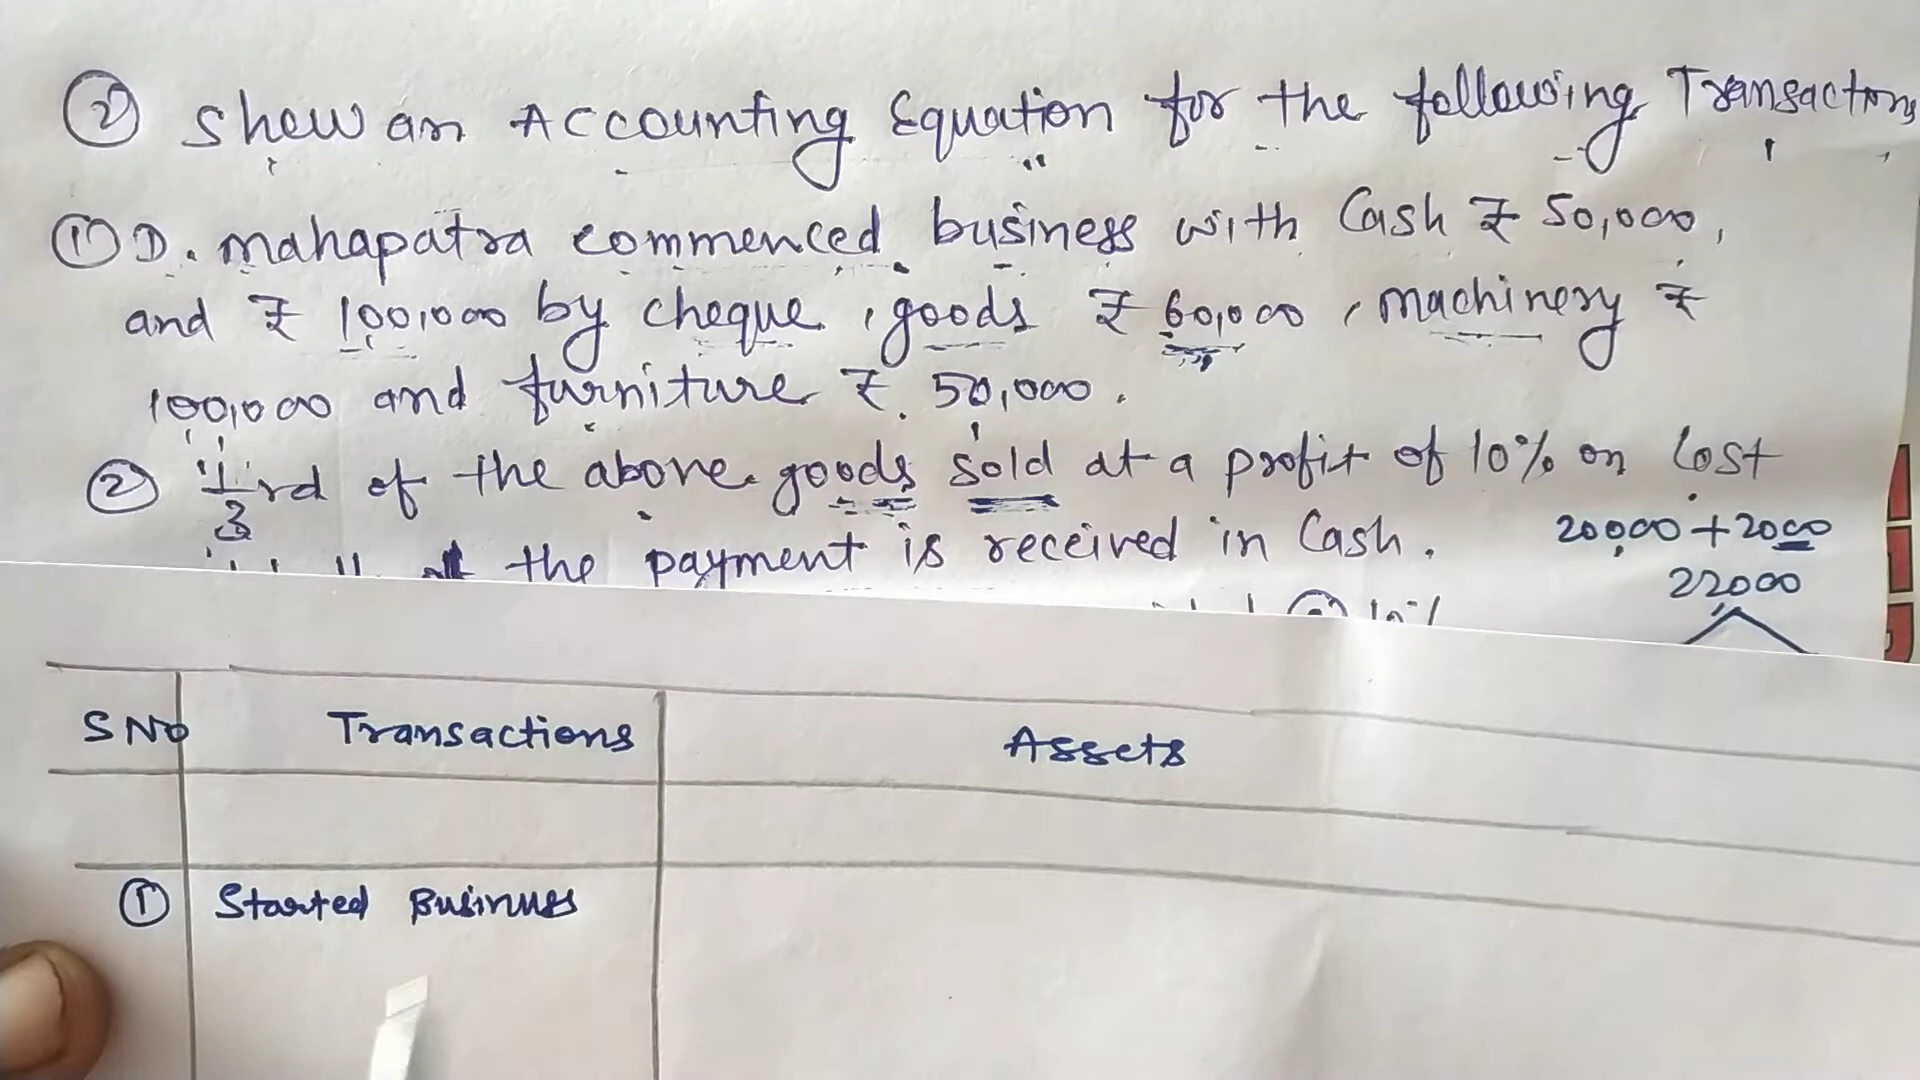 ② Show an Accounting Equation for the following Transactions
① D. mahapatra commenced business with Cash ₹ 50,000,
and ₹ 100,000 by cheque, goods ₹ 60,000, machinery ₹
100,000 and furniture ₹. 50,000.
② 1/3 rd of the above goods sold at a profit of 10% on Cost
the payment is received in Cash.
20000 + 2000
22000
S No Transactions Assets
① Started Business